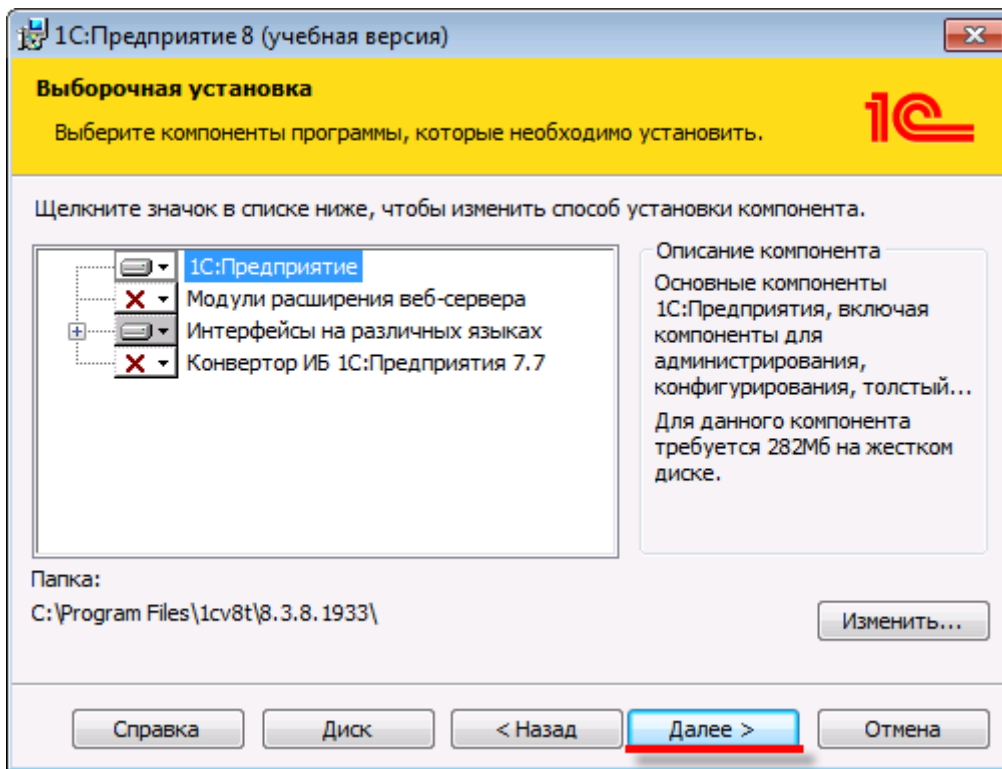 1С:Предприятие 8 (учебная версия)
Выборочная установка
Выберите компоненты программы, которые необходимо установить.
1С
Щелкните значок в списке ниже, чтобы изменить способ установки компонента.
1С:Предприятие
Модули расширения веб-сервера
Интерфейсы на различных языках
Конвертор ИБ 1С:Предприятия 7.7
Описание компонента
Основные компоненты
1С:Предприятия, включая
компоненты для
администрирования,
конфигурирования, толстый...
Для данного компонента
требуется 282Мб на жестком
диске.
Папка:
C:\Program Files\1cv8t\8.3.8.1933\
Изменить...
Справка
Диск
< Назад
Далее >
Отмена